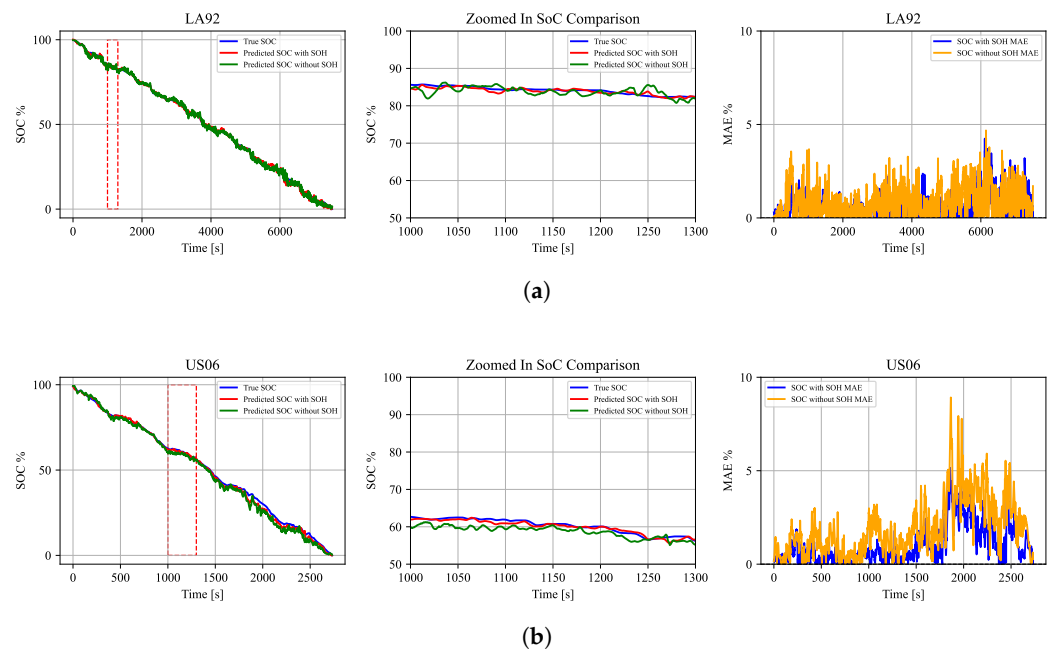 LA92
SOC %
100
50
0
0
2000
4000
6000
Time [s]
True SOC
Predicted SOC with SOH
Predicted SOC without SOH
Zoomed In SoC Comparison
SOC %
100
90
80
70
60
50
1000
1050
1100
1150
1200
1250
1300
Time [s]
True SOC
Predicted SOC with SOH
Predicted SOC without SOH
LA92
MAE %
10
5
0
0
2000
4000
6000
Time [s]
SOC with SOH MAE
SOC without SOH MAE
(a)
US06
SOC %
100
50
0
0
500
1000
1500
2000
2500
Time [s]
True SOC
Predicted SOC with SOH
Predicted SOC without SOH
Zoomed In SoC Comparison
SOC %
100
90
80
70
60
50
1000
1050
1100
1150
1200
1250
1300
Time [s]
True SOC
Predicted SOC with SOH
Predicted SOC without SOH
US06
MAE %
10
5
0
0
500
1000
1500
2000
2500
Time [s]
SOC with SOH MAE
SOC without SOH MAE
(b)